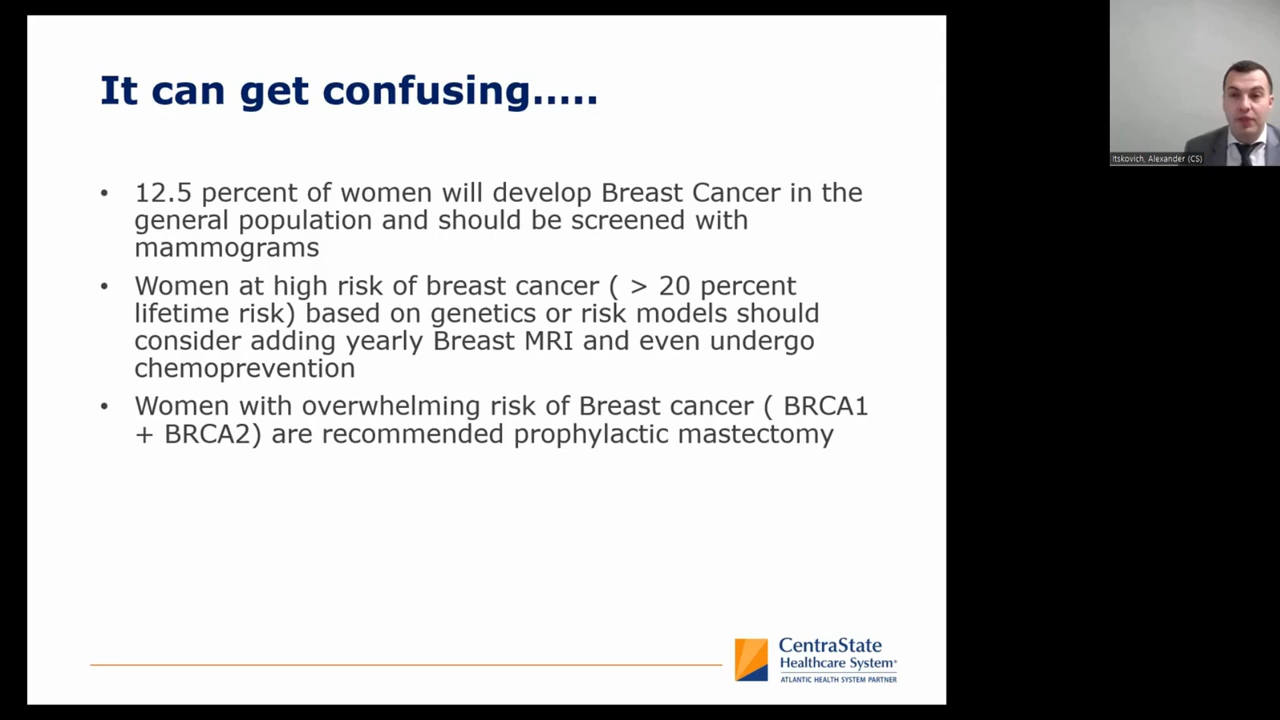 It can get confusing.....
• 12.5 percent of women will develop Breast Cancer in the
general population and should be screened with
mammograms
• Women at high risk of breast cancer ( > 20 percent
lifetime risk) based on genetics or risk models should
consider adding yearly Breast MRI and even undergo
chemoprevention
• Women with overwhelming risk of Breast cancer ( BRCA1
+ BRCA2) are recommended prophylactic mastectomy
CentraState
Healthcare System®
ATLANTIC HEALTH SYSTEM PARTNER
Itskovich, Alexander (CS)